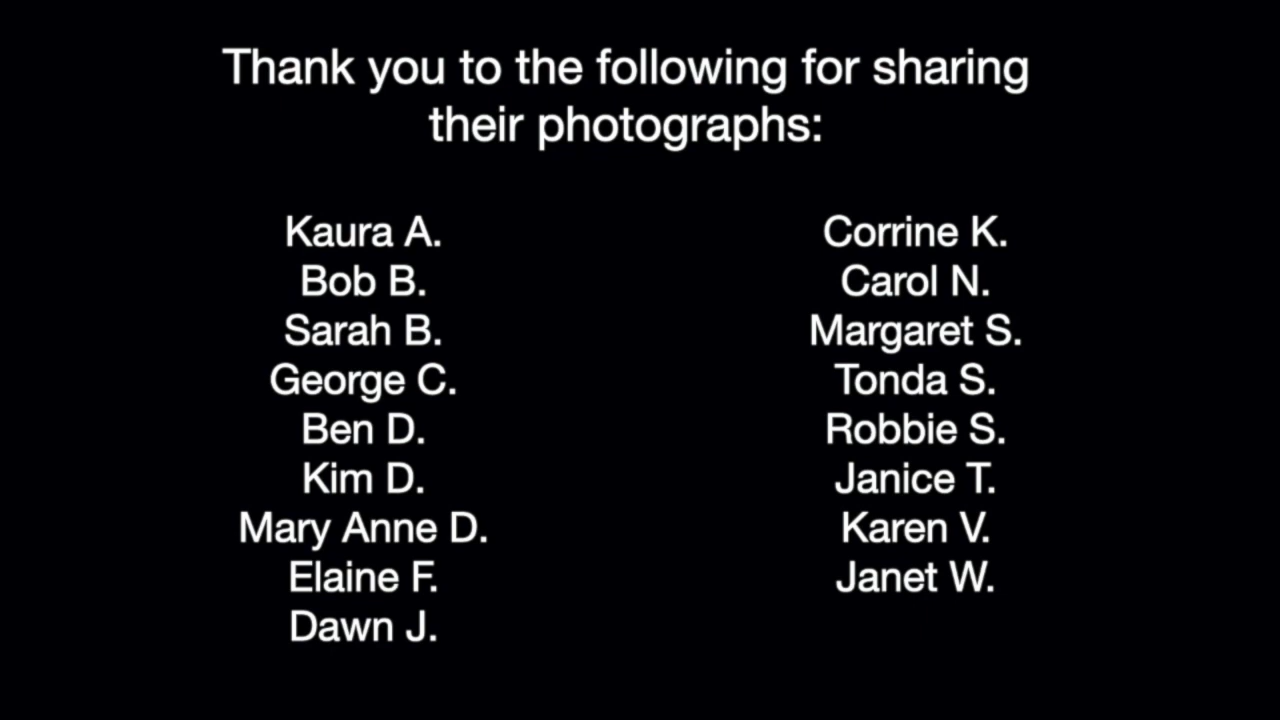 Thank you to the following for sharing
their photographs:
Kaura A.
Bob B.
Sarah B.
George C.
Ben D.
Kim D.
Mary Anne D.
Elaine F.
Dawn J.
Corrine K.
Carol N.
Margaret S.
Tonda S.
Robbie S.
Janice T.
Karen V.
Janet W.